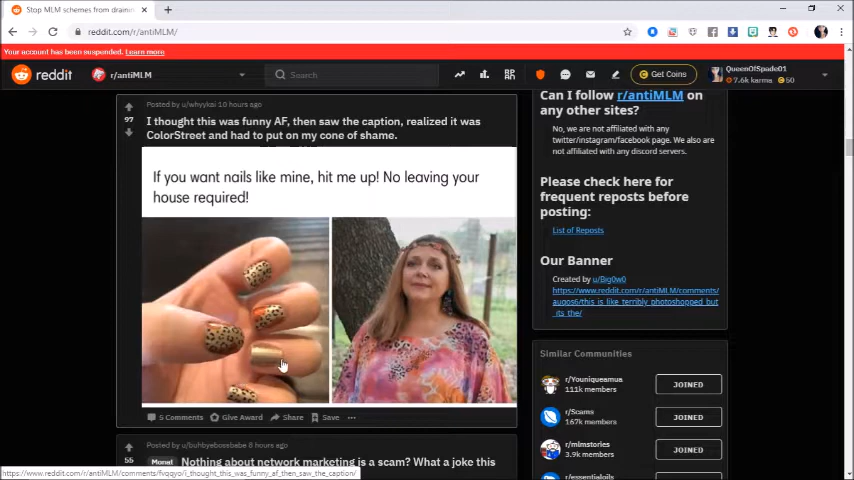 Stop MLM schemes from draini
reddit.com/r/antiMLM/
Your account has been suspended. Learn more
reddit
r/antiMLM
Search
Get Coins
QueenOfSpade01
7.6k karma
50
97
Posted by u/whyykai 10 hours ago
I thought this was funny AF, then saw the caption, realized it was
ColorStreet and had to put on my cone of shame.
If you want nails like mine, hit me up! No leaving your
house required!
5 Comments
Give Award
Share
Save
55
Posted by u/buhbyebossbabe 8 hours ago
Monat
Nothing about network marketing is a scam? What a joke this
Can I follow r/antiMLM on
any other sites?
No, we are not affiliated with any
twitter/instagram/facebook page. We also are
not affiliated with any discord servers.
Please check here for
frequent reposts before
posting:
List of Reposts
Our Banner
Created by u/Big0w0
https://www.reddit.com/r/antiMLM/comments/
auqos6/this_is_like_terribly_photoshopped_but
_its_the/
Similar Communities
r/Youniqueamua
111k members
JOINED
r/Scams
167k members
JOINED
r/mlmstories
3.9k members
JOINED
r/essentialoils
https://www.reddit.com/r/antiMLM/comments/fvqqyo/i_thought_this_was_funny_af_then_saw_the_caption/